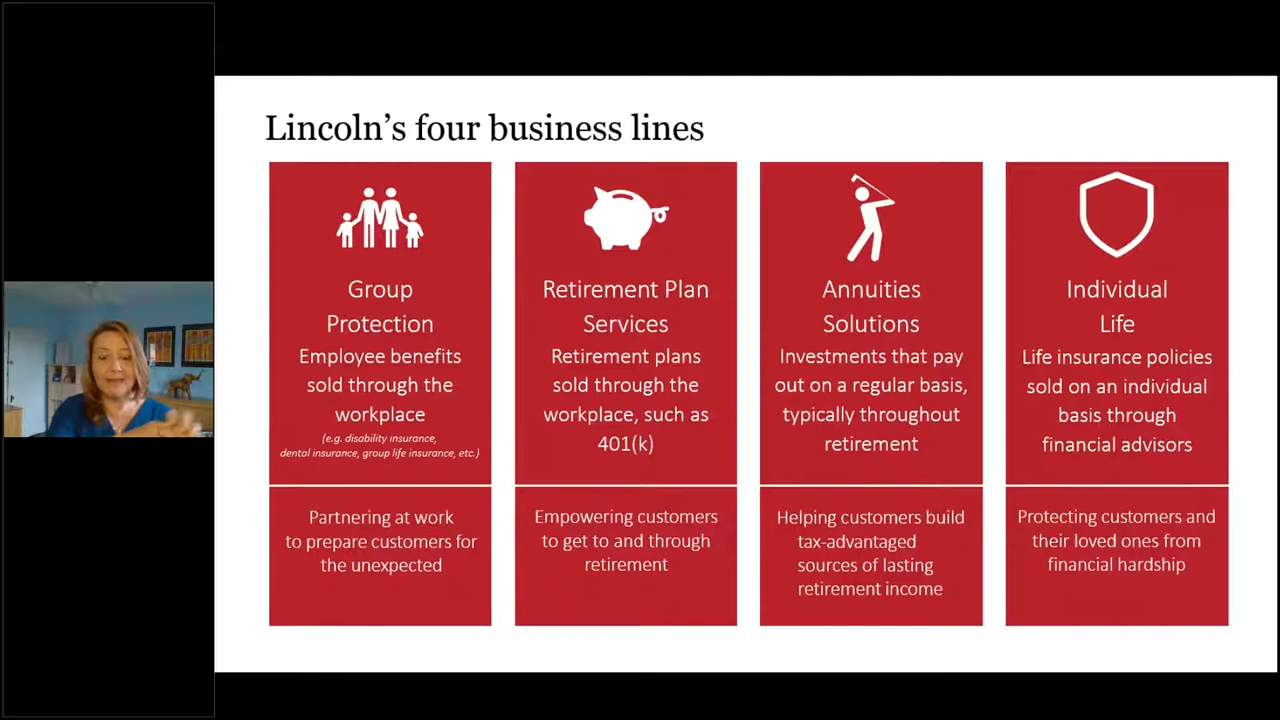 Lincoln’s four business lines
Group
Protection
Employee benefits
sold through the
workplace
(e.g. disability insurance,
dental insurance, group life insurance, etc.)
Partnering at work
to prepare customers for
the unexpected
Retirement Plan
Services
Retirement plans
sold through the
workplace, such as
401(k)
Empowering customers
to get to and through
retirement
Annuities
Solutions
Investments that pay
out on a regular basis,
typically throughout
retirement
Helping customers build
tax-advantaged
sources of lasting
retirement income
Individual
Life
Life insurance policies
sold on an individual
basis through
financial advisors
Protecting customers and
their loved ones from
financial hardship